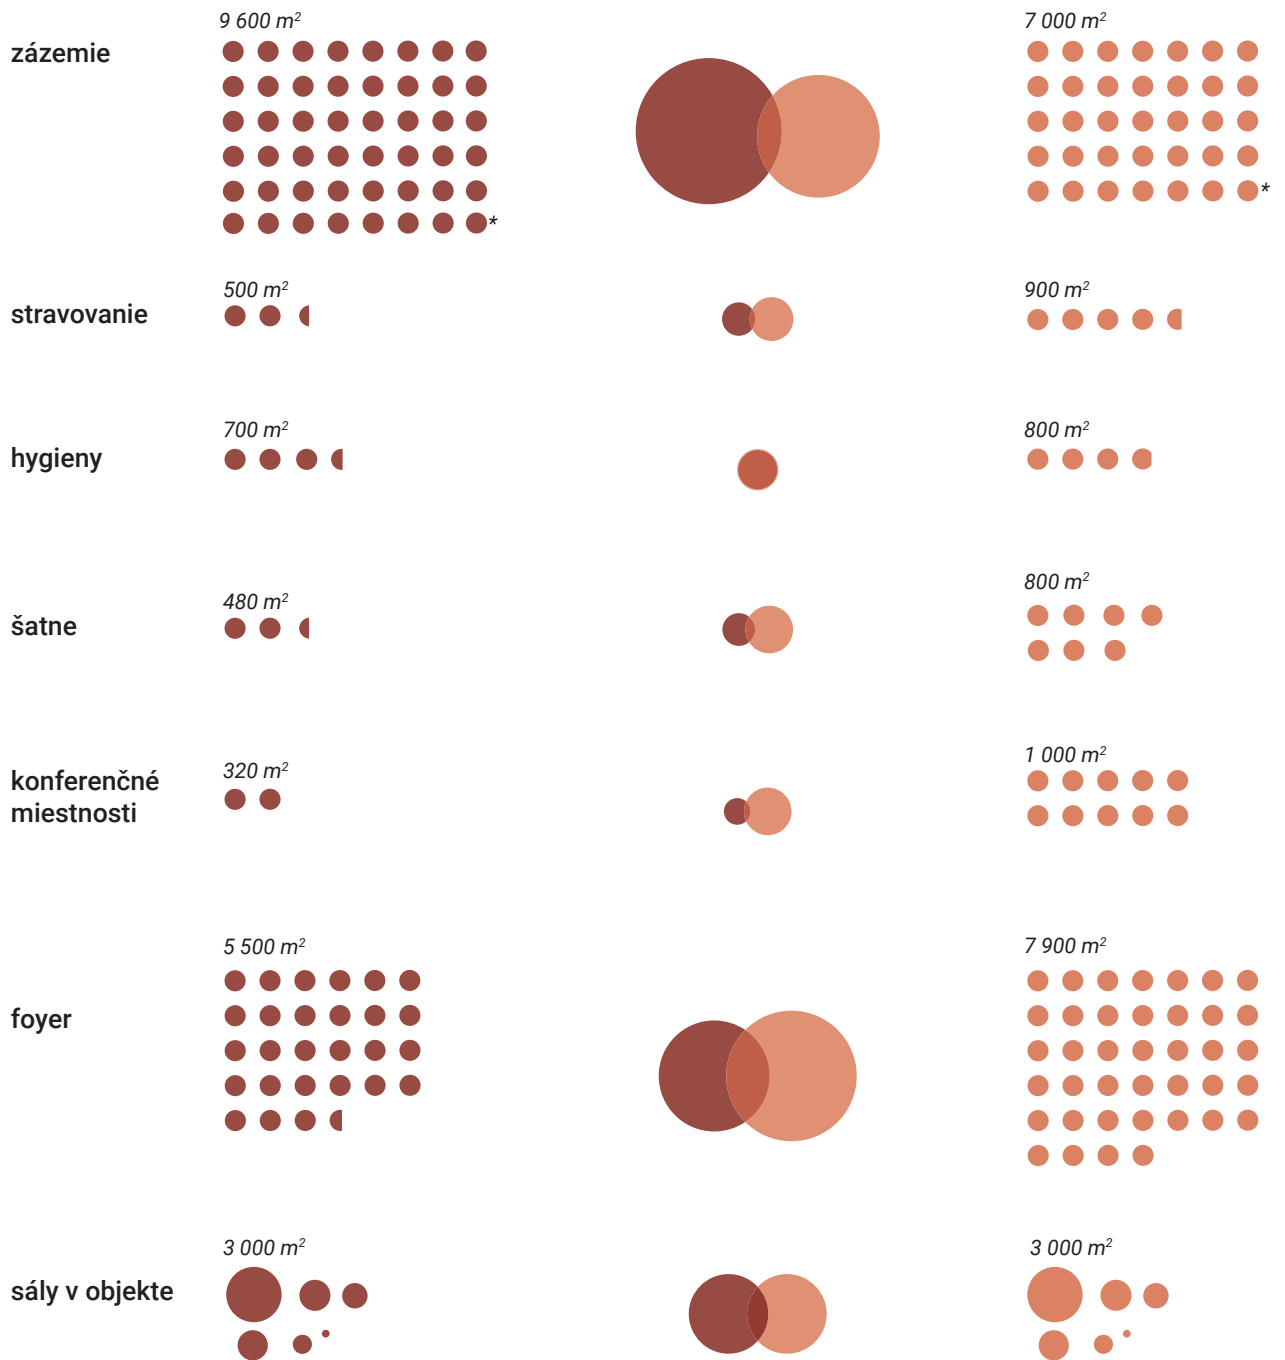 9 600 m²
7 000 m²
zázemie
*
*
500 m²
900 m²
stravovanie
700 m²
800 m²
hygieny
480 m²
800 m²
šatne
320 m²
1 000 m²
konferenčné
miestnosti
5 500 m²
7 900 m²
foyer
3 000 m²
3 000 m²
sály v objekte